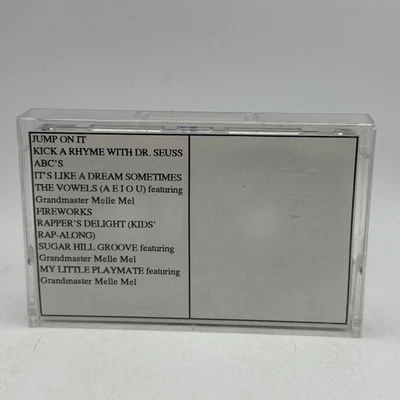 JUMP ON IT
KICK A RHYME WITH DR. SEUSS
ABC'S
IT'S LIKE A DREAM SOMETIMES
THE VOWELS (A E I O U) featuring
Grandmaster Melle Mel
FIREWORKS
RAPPER'S DELIGHT (KIDS'
RAP-ALONG)
SUGAR HILL GROOVE featuring
Grandmaster Melle Mel
MY LITTLE PLAYMATE featuring
Grandmaster Melle Mel